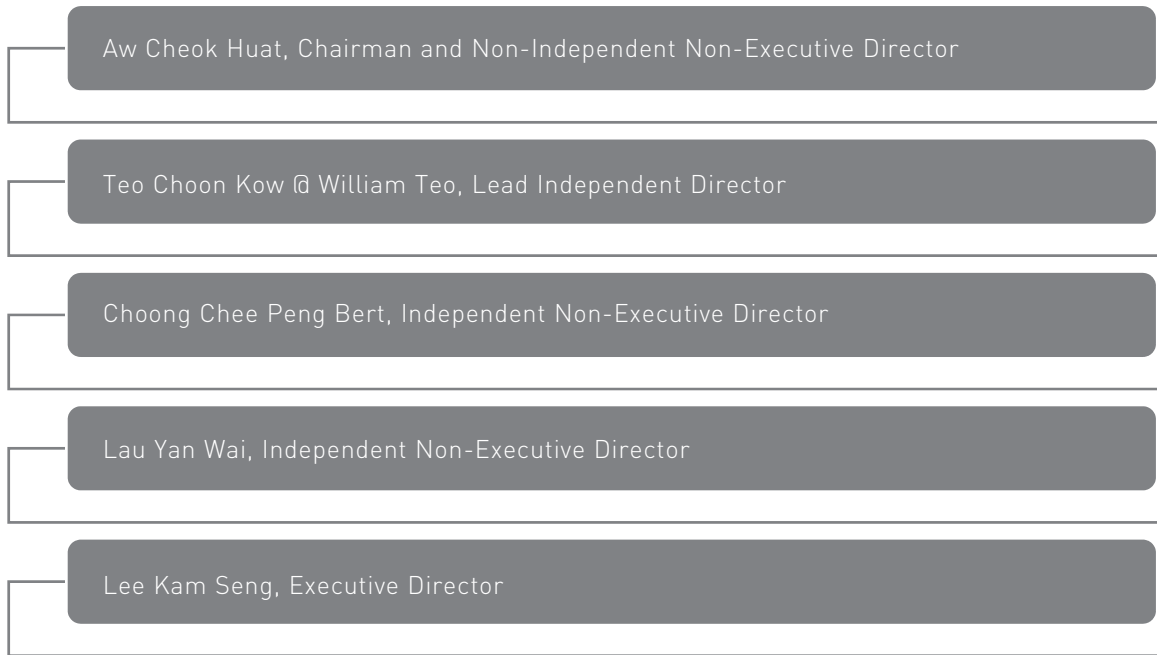 Aw Cheok Huat, Chairman and Non-Independent Non-Executive Director
Teo Choon Kow @ William Teo, Lead Independent Director
Choong Chee Peng Bert, Independent Non-Executive Director
Lau Yan Wai, Independent Non-Executive Director
Lee Kam Seng, Executive Director